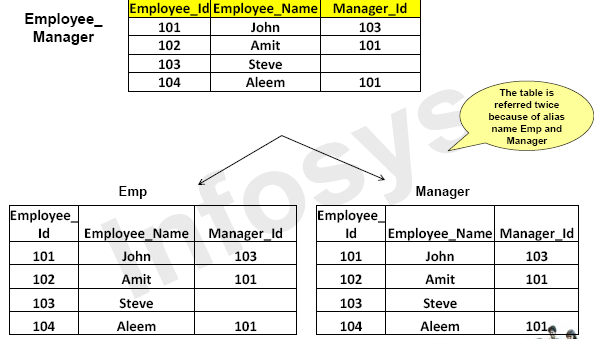 Employee_
Manager
Employee_Id Employee_Name Manager_Id
101 John 103
102 Amit 101
103 Steve
104 Aleem 101
The table is
referred twice
because of alias
name Emp and
Manager
Infosys
Emp
Employee_
Id Employee_Name Manager_Id
101 John 103
102 Amit 101
103 Steve
104 Aleem 101
Manager
Employee_
Id Employee_Name Manager_Id
101 John 103
102 Amit 101
103 Steve
104 Aleem 101